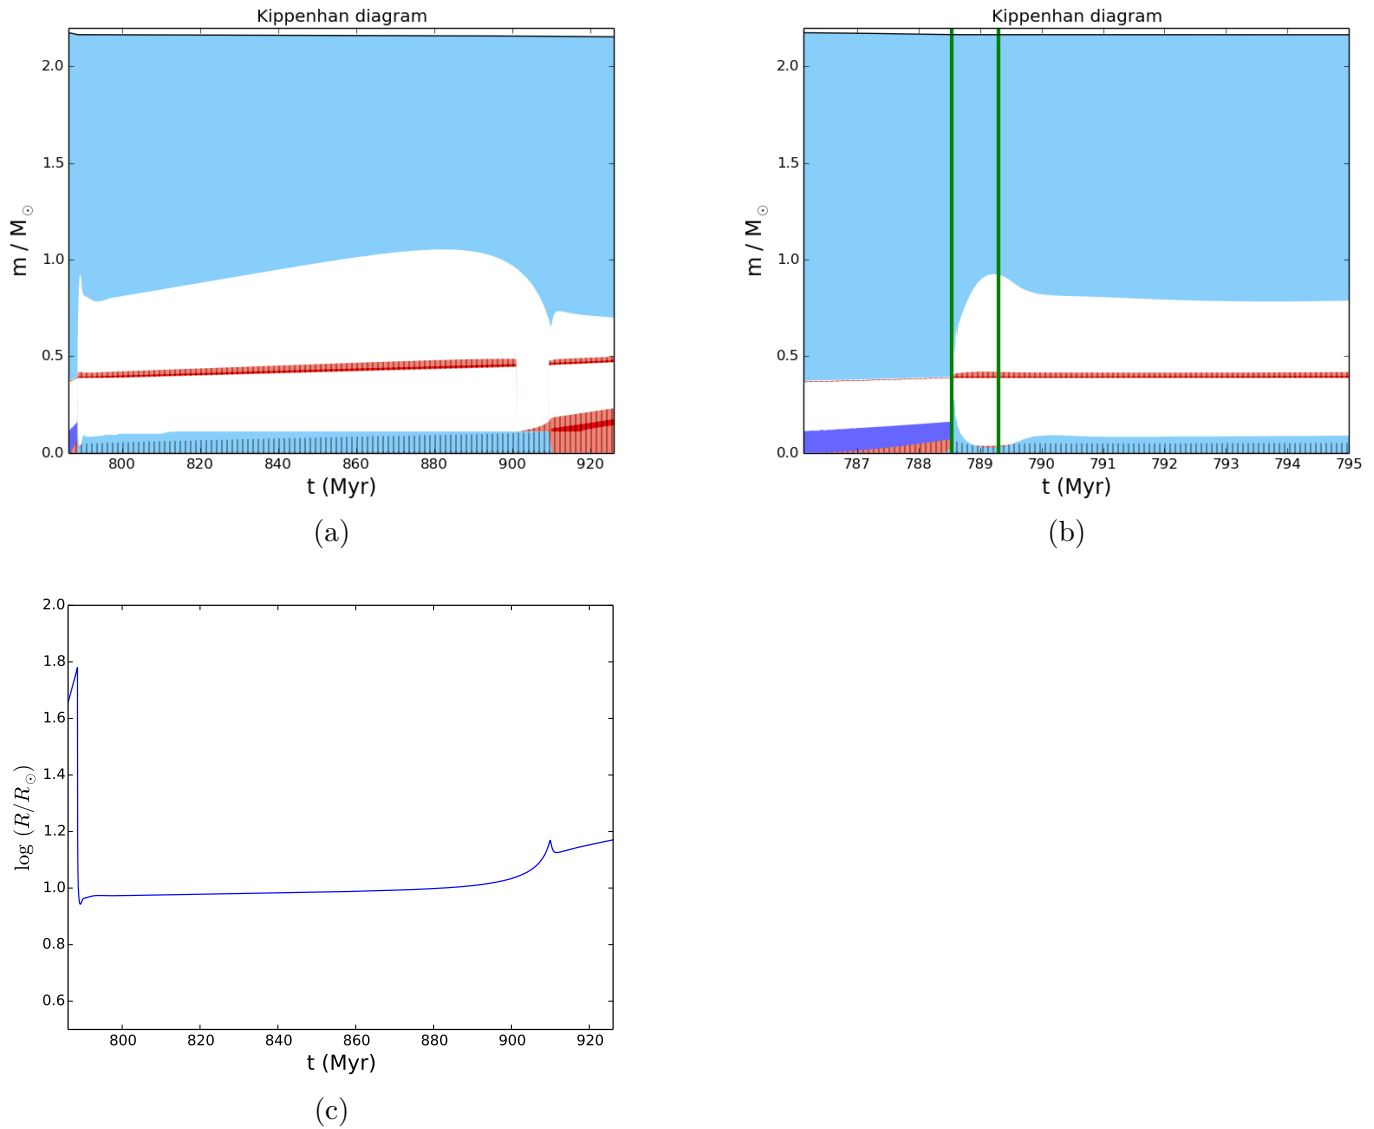 Kippenhan diagram
m / M☉
2.0
1.5
1.0
0.5
0.0
800 820 840 860 880 900 920
t (Myr)
(a)
Kippenhan diagram
m / M☉
2.0
1.5
1.0
0.5
0.0
787 788 789 790 791 792 793 794 795
t (Myr)
(b)
log (R/R☉)
2.0
1.8
1.6
1.4
1.2
1.0
0.8
0.6
800 820 840 860 880 900 920
t (Myr)
(c)